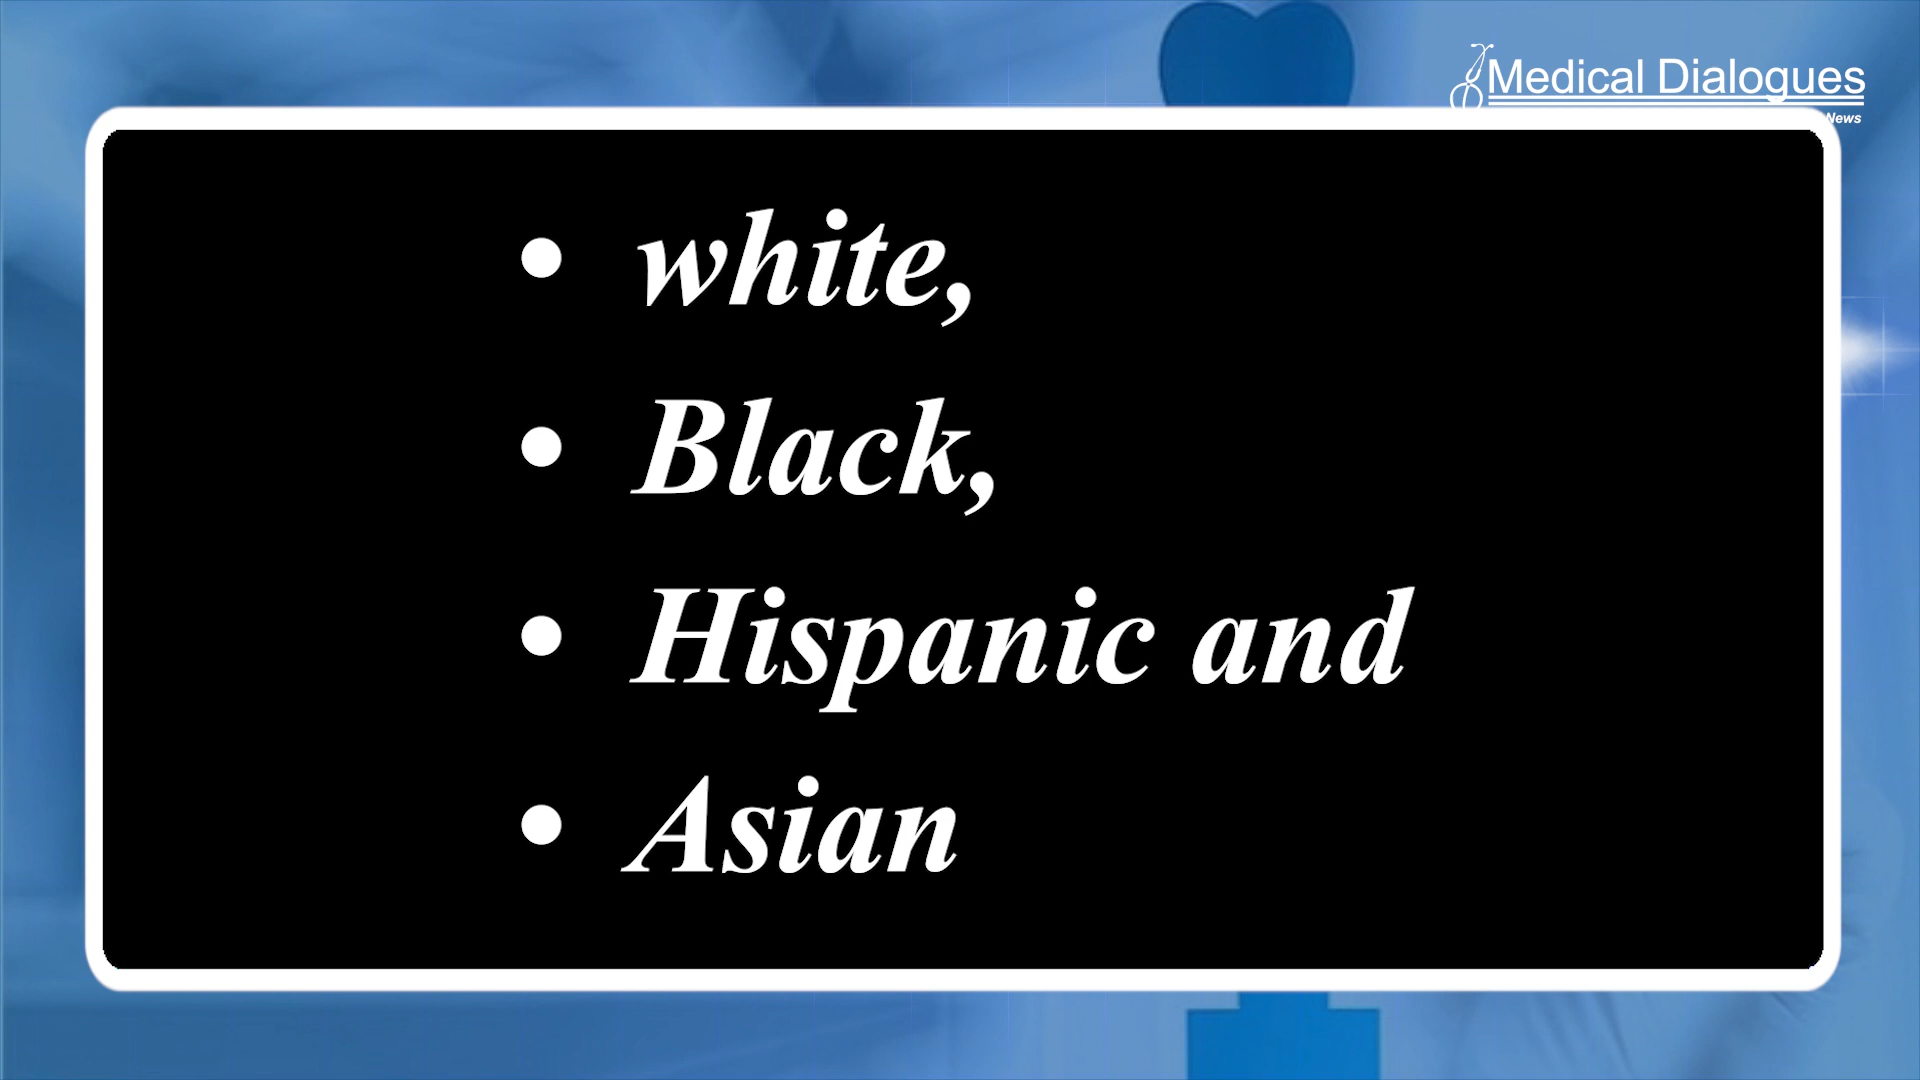 Medical Dialogues
News
• white,
• Black,
• Hispanic and
• Asian